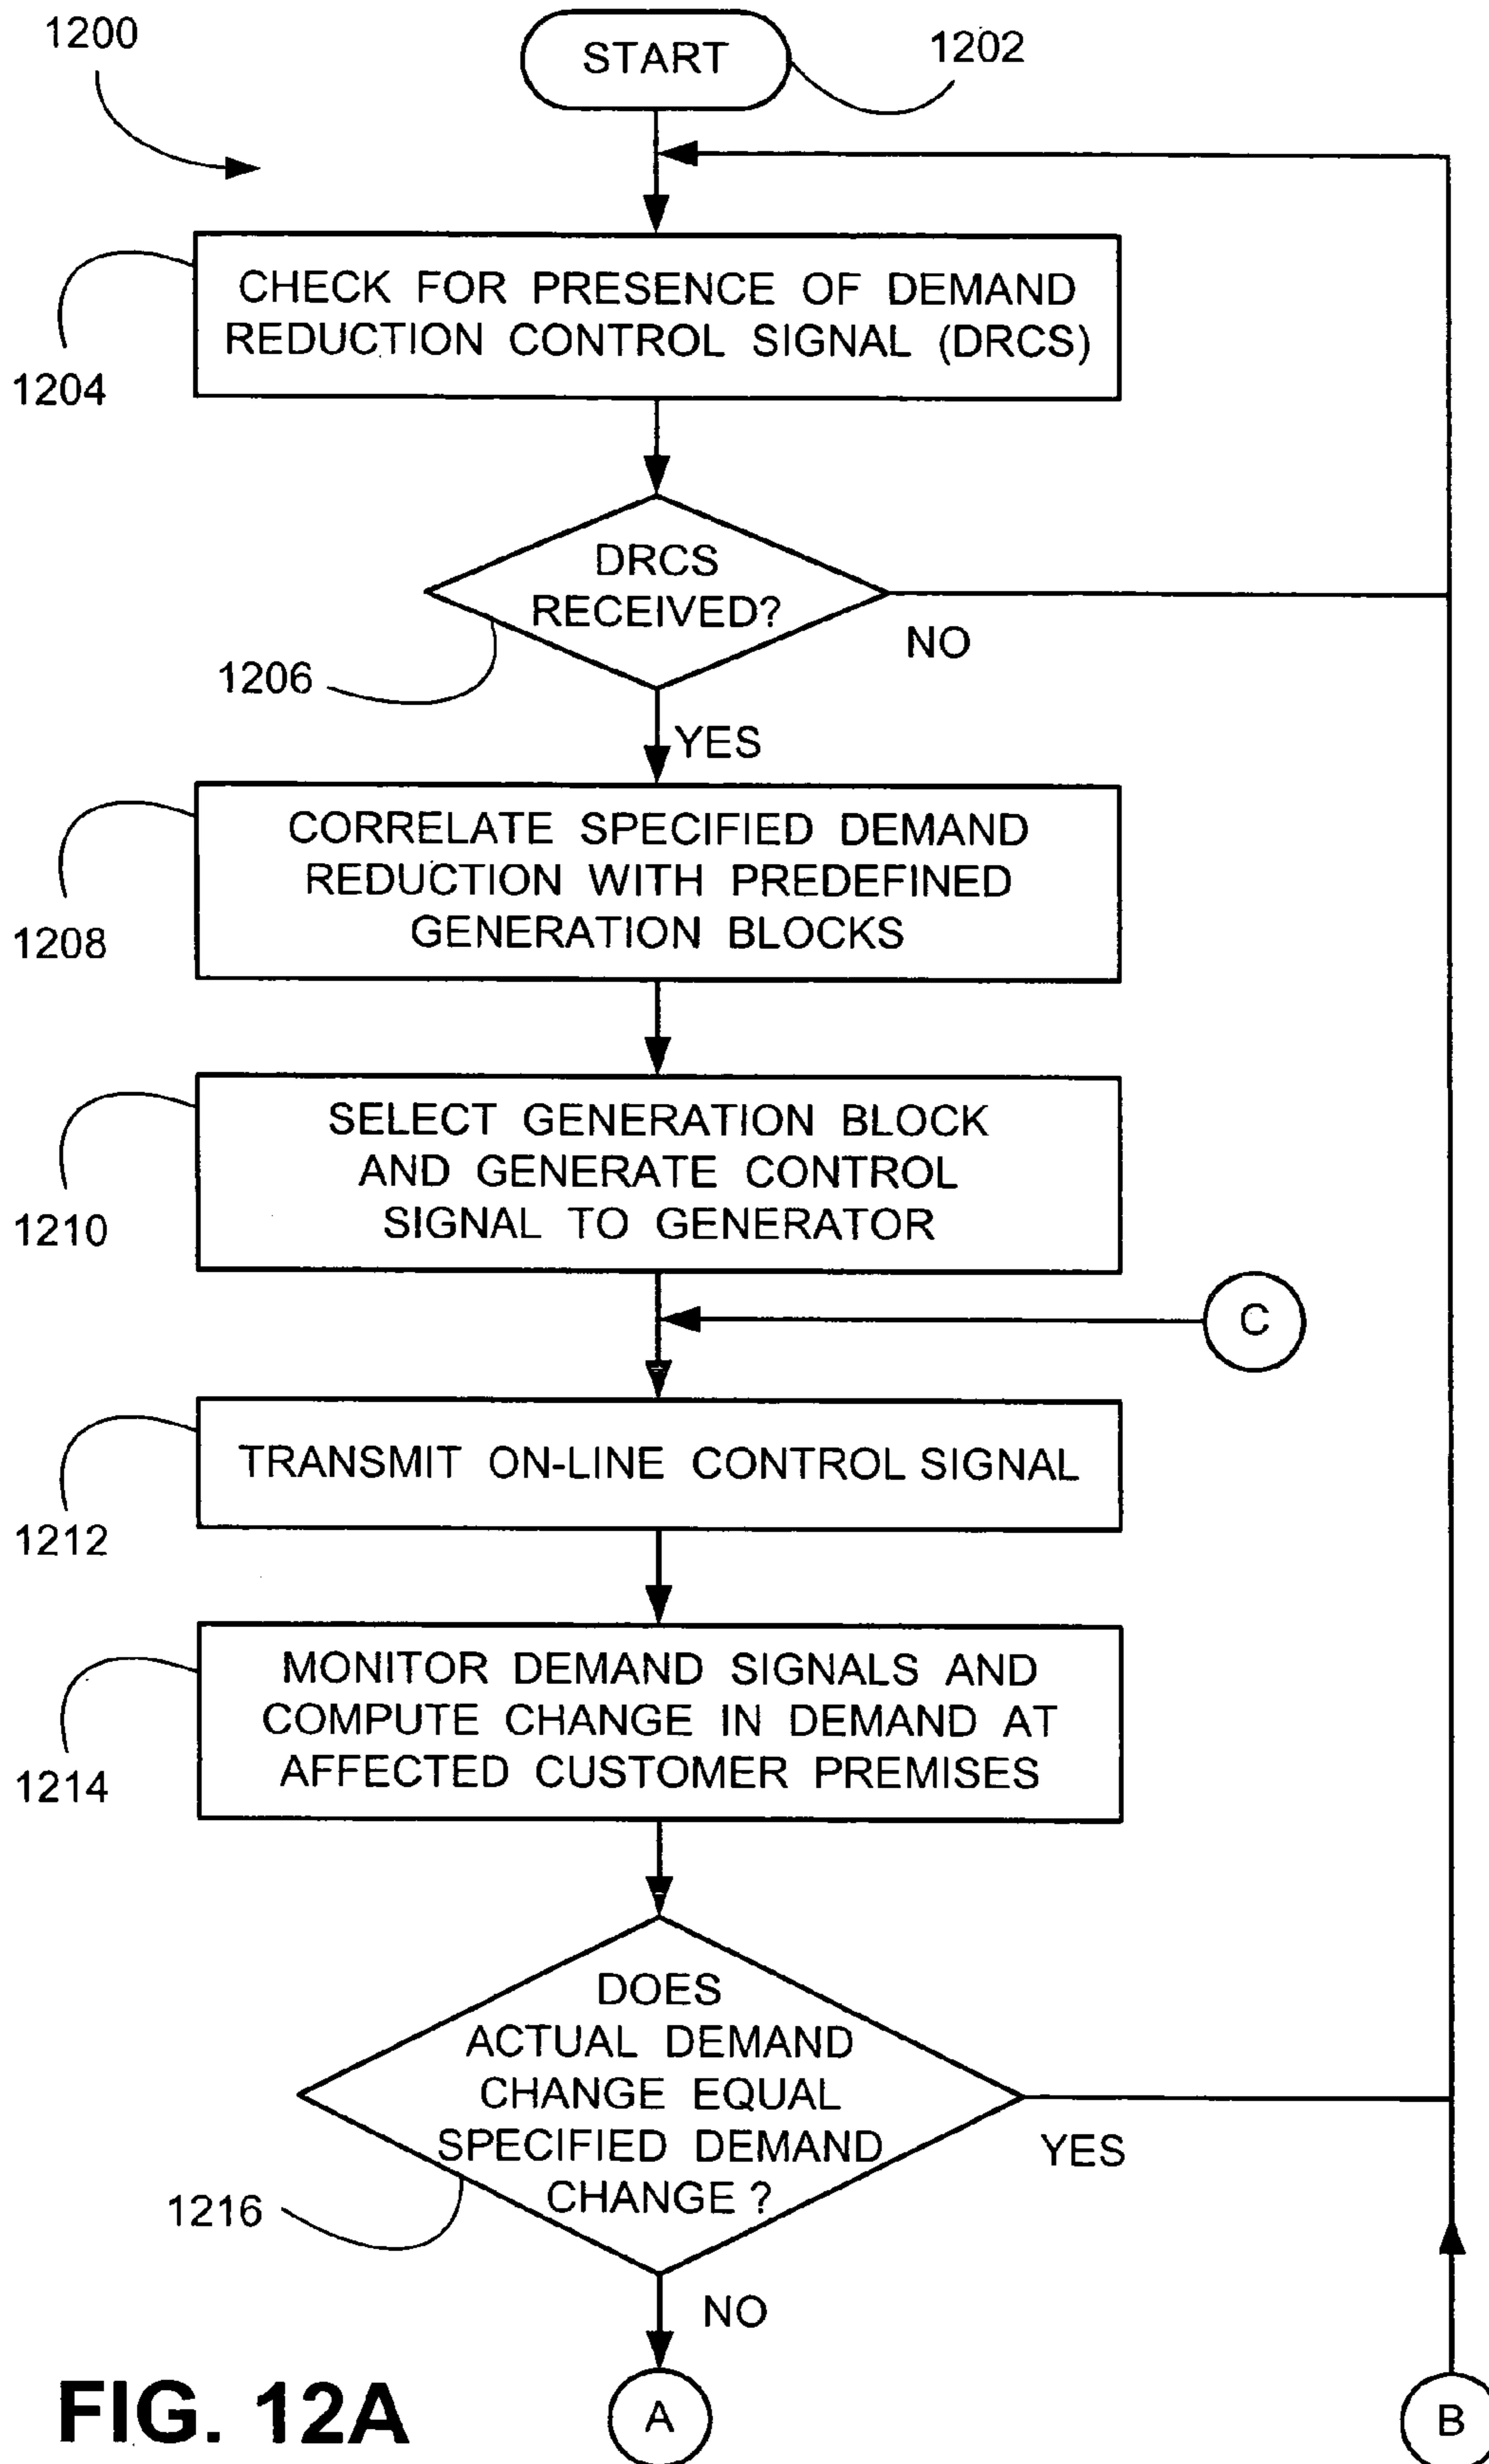 1200
START
1202
CHECK FOR PRESENCE OF DEMAND
REDUCTION CONTROL SIGNAL (DRCS)
1204
DRCS
RECEIVED?
NO
1206
YES
CORRELATE SPECIFIED DEMAND
REDUCTION WITH PREDEFINED
GENERATION BLOCKS
1208
SELECT GENERATION BLOCK
AND GENERATE CONTROL
SIGNAL TO GENERATOR
1210
C
TRANSMIT ON-LINE CONTROL SIGNAL
1212
MONITOR DEMAND SIGNALS AND
COMPUTE CHANGE IN DEMAND AT
AFFECTED CUSTOMER PREMISES
1214
DOES
ACTUAL DEMAND
CHANGE EQUAL
SPECIFIED DEMAND
CHANGE ?
YES
1216
NO
FIG. 12A
A
B